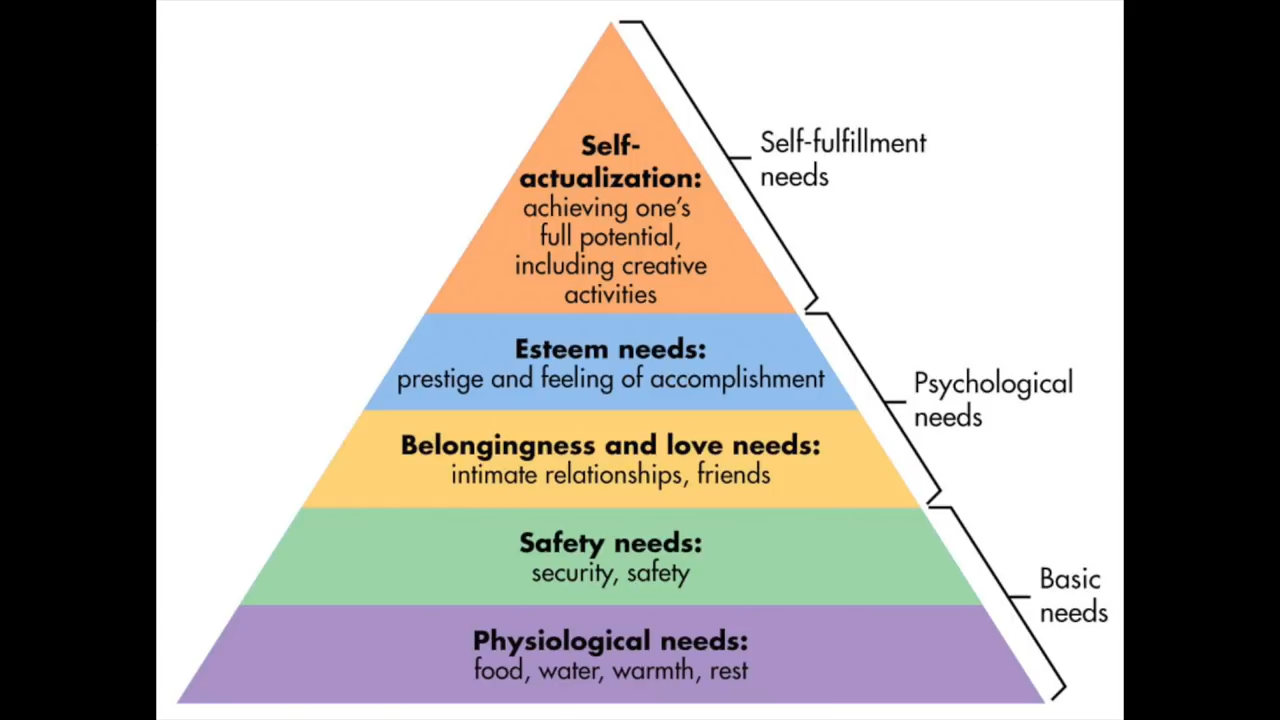 Self-
actualization:
achieving one's
full potential,
including creative
activities
Self-fulfillment
needs
Esteem needs:
prestige and feeling of accomplishment
Psychological
needs
Belongingness and love needs:
intimate relationships, friends
Safety needs:
security, safety
Basic
needs
Physiological needs:
food, water, warmth, rest